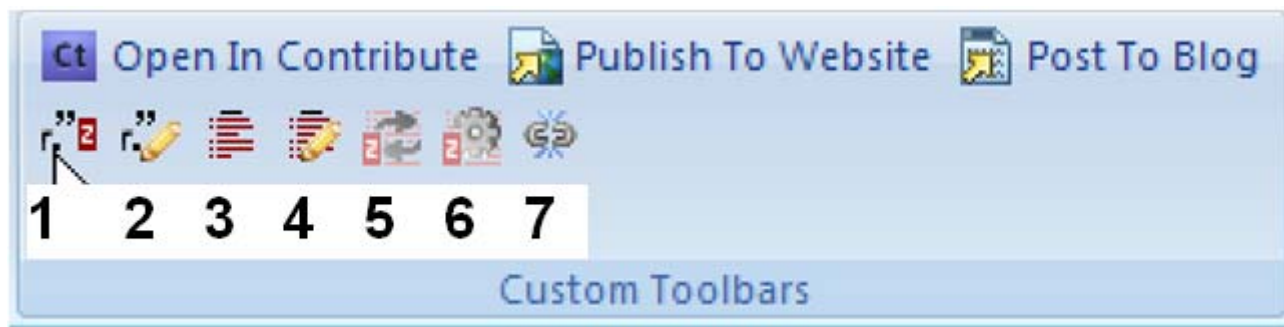 Ct Open In Contribute Publish To Website Post To Blog
r.” z r.”
z z
1 2 3 4 5 6 7
Custom Toolbars